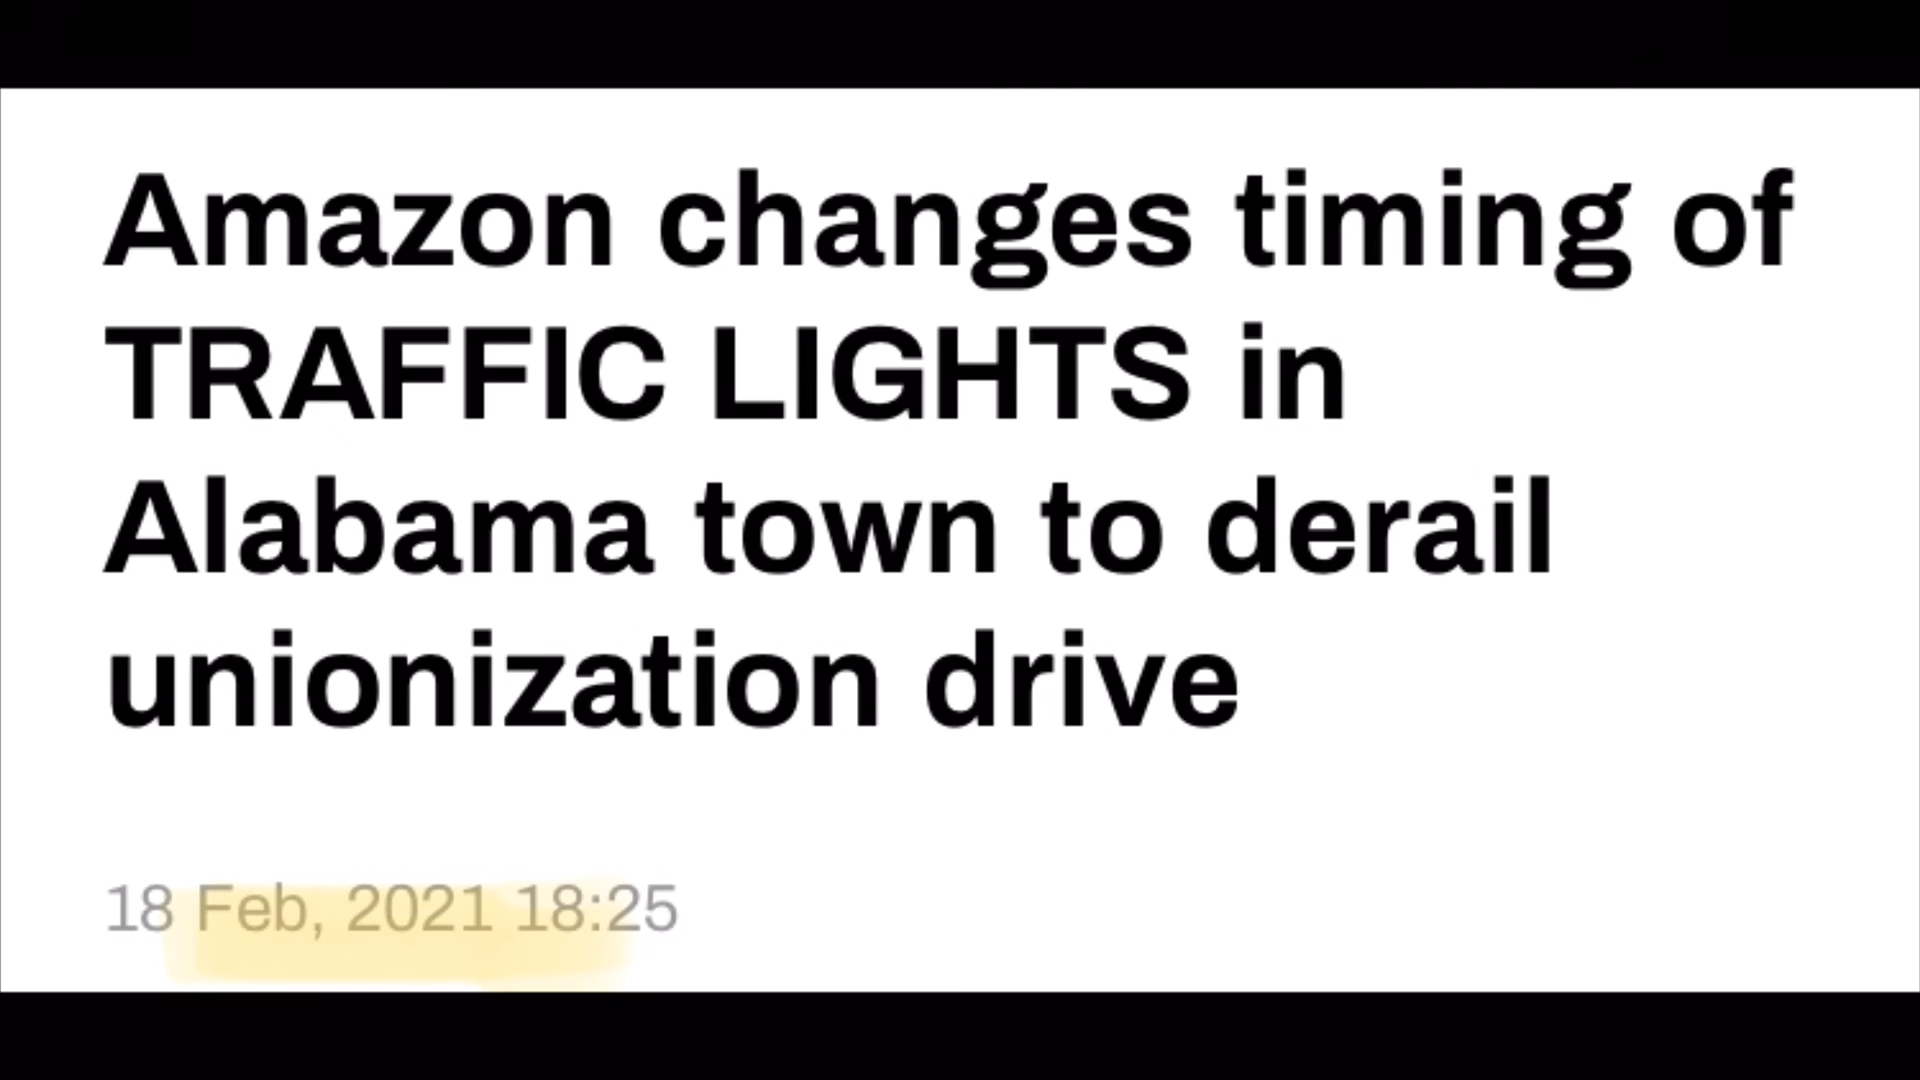 Amazon changes timing of
TRAFFIC LIGHTS in
Alabama town to derail
unionization drive
18 Feb, 2021 18:25